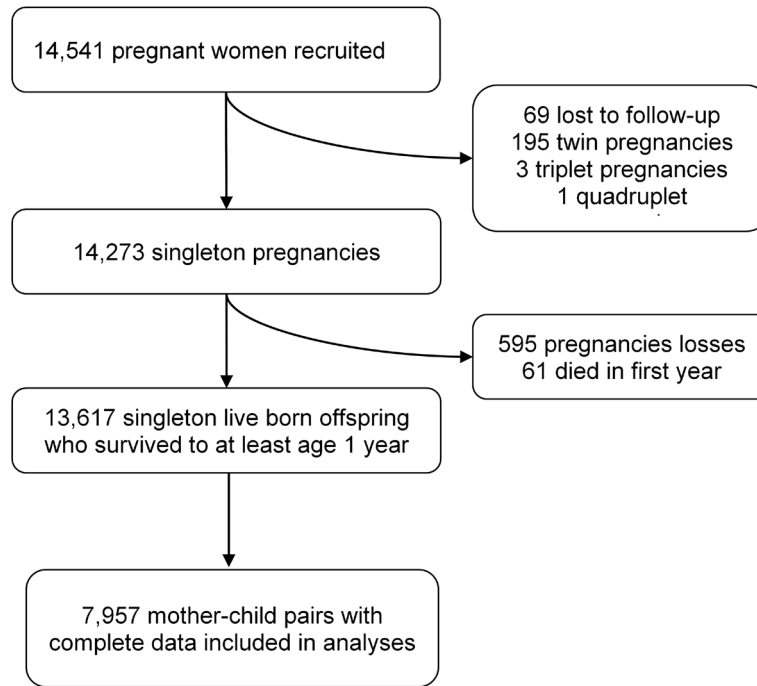 14,541 pregnant women recruited
69 lost to follow-up
195 twin pregnancies
3 triplet pregnancies
1 quadruplet
14,273 singleton pregnancies
595 pregnancies losses
61 died in first year
13,617 singleton live born offspring
who survived to at least age 1 year
7,957 mother-child pairs with
complete data included in analyses